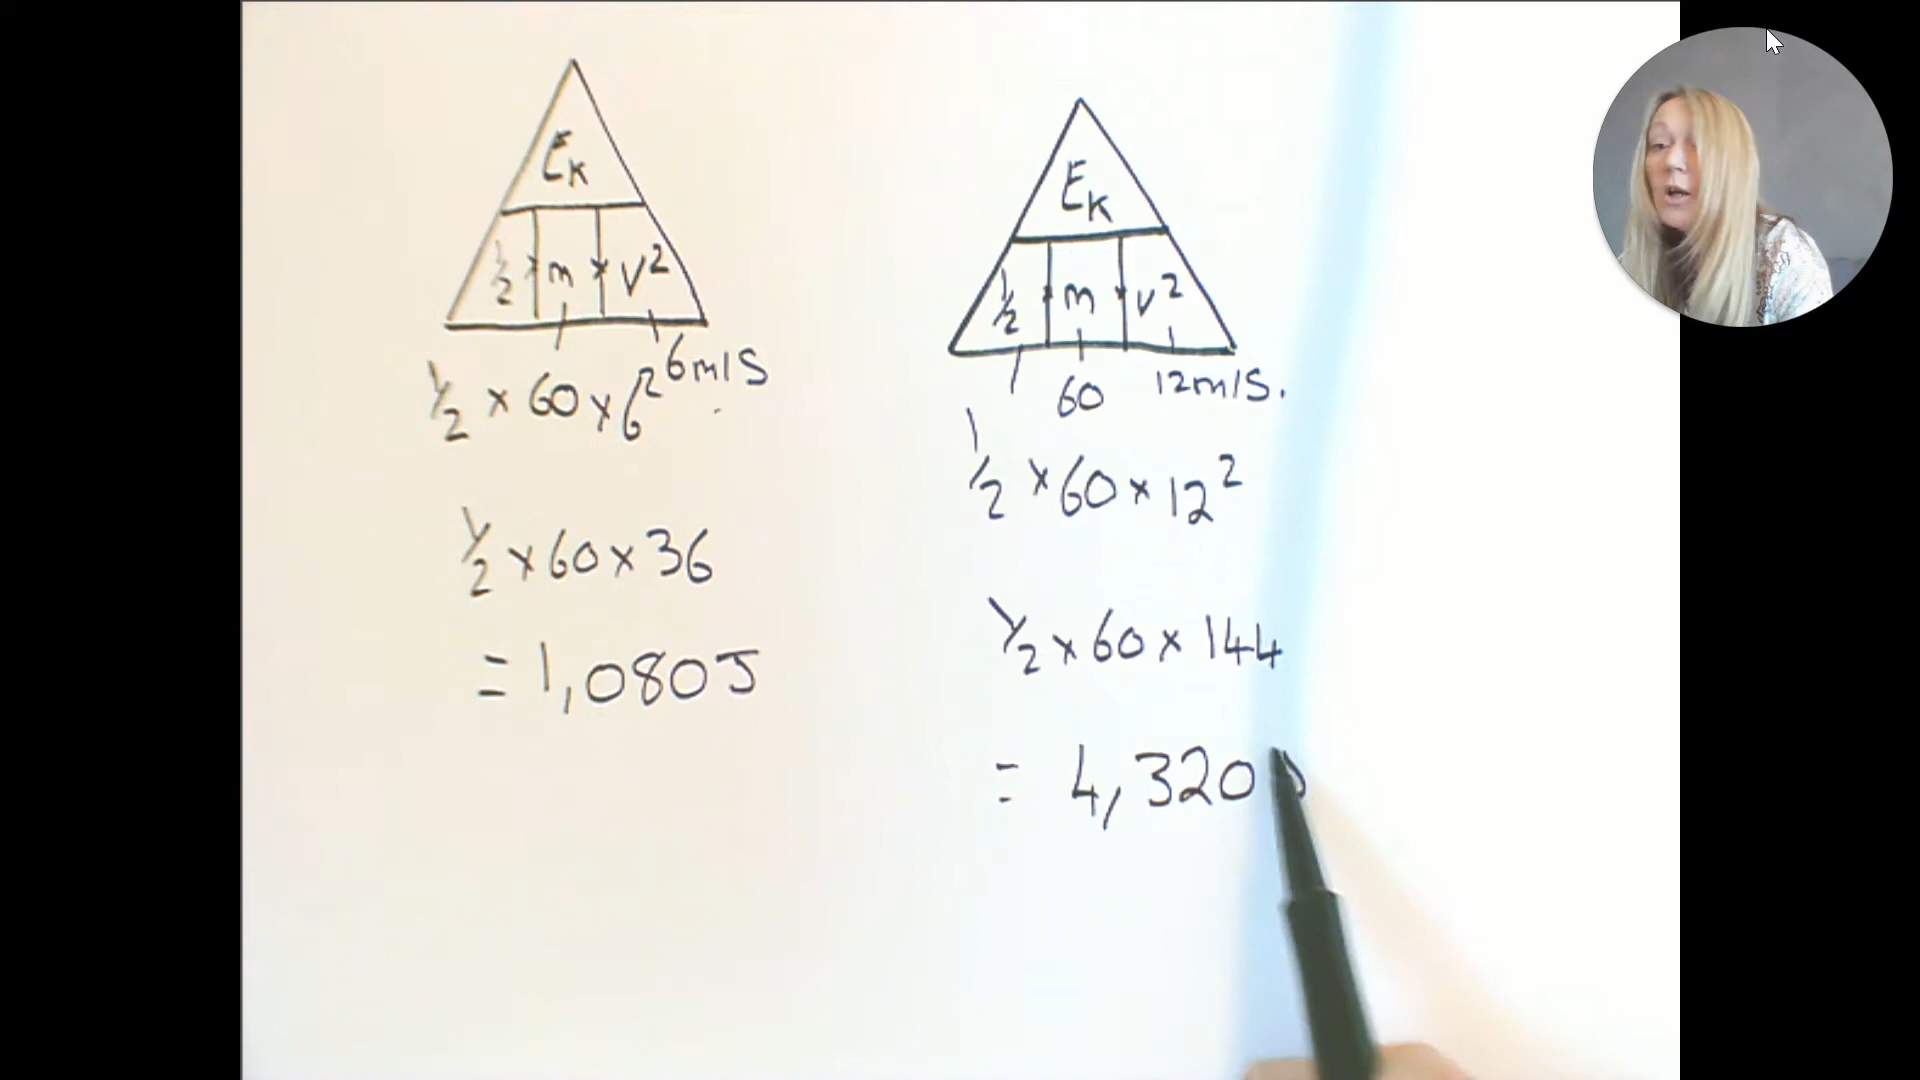 Ek
½ × m × V²
6m/s
½ × 60 × 6²
½ × 60 × 36
= 1,080J
Ek
½ × m × v²
60 12m/s.
½ × 60 × 12²
½ × 60 × 144
= 4,320